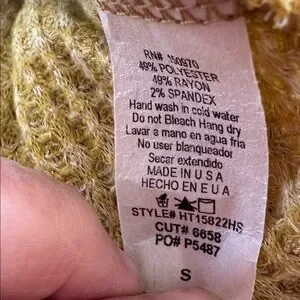 RN# 150970
49% POLYESTER
49% RAYON
2% SPANDEX
Hand wash in cold water
Do not Bleach Hang dry
Lavar a mano en agua fria
No user blanqueador
Secar extendido
MADE IN U S A
HECHO EN E U A
STYLE# HT15822HS
CUT# 6658
PO# P5487
S